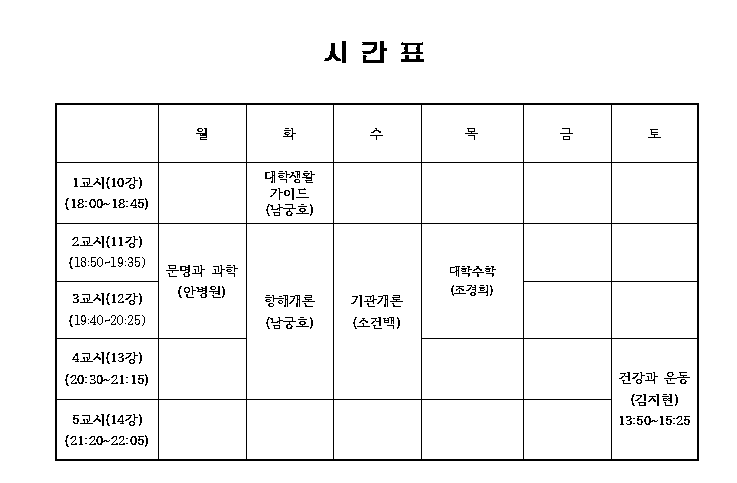 시 간 표
월 화 수 목 금 토
1교시(10강)
(18:00~18:45)
대학생활
가이드
(남궁호)
2교시(11강)
(18:50~19:35)
문명과 과학
(안병원)
항해개론
(남궁호)
기관개론
(소건백)
대학수학
(조경희)
3교시(12강)
(19:40~20:25)
4교시(13강)
(20:30~21:15)
건강과 운동
(김지현)
13:50~15:25
5교시(14강)
(21:20~22:05)